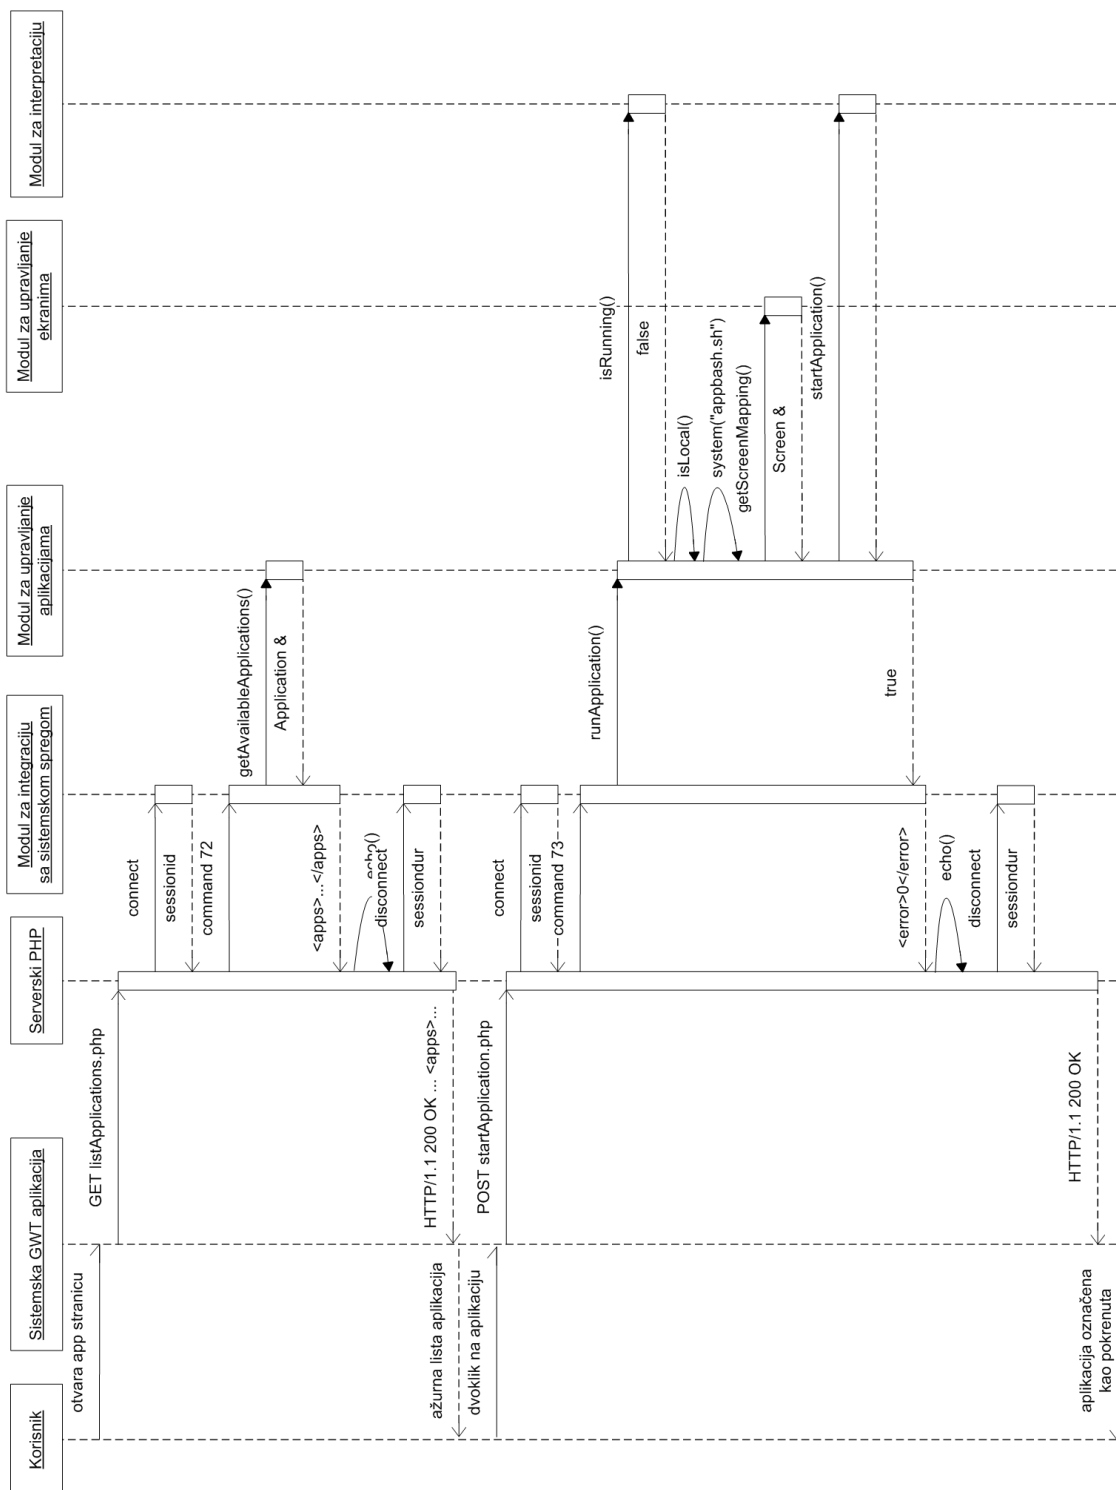 Korisnik
Sistemska GWT aplikacija
Serverski PHP
Modul za integraciju
sa sistemskom spregom
Modul za upravljanje
aplikacijama
Modul za upravljanje
ekranima
Modul za interpretaciju
otvara app stranicu
GET listApplications.php
connect
sessionid
command 72
getAvailableApplications()
Application &
<apps>...</apps>
echo()
disconnect
sessiondur
HTTP/1.1 200 OK ... <apps>...
ažurna lista aplikacija
dvoklik na aplikaciju
POST startApplication.php
connect
sessionid
command 73
runApplication()
isRunning()
false
isLocal()
system("appbash.sh")
getScreenMapping()
Screen &
startApplication()
true
<error>0</error>
echo()
disconnect
sessiondur
HTTP/1.1 200 OK
aplikacija označena
kao pokrenuta